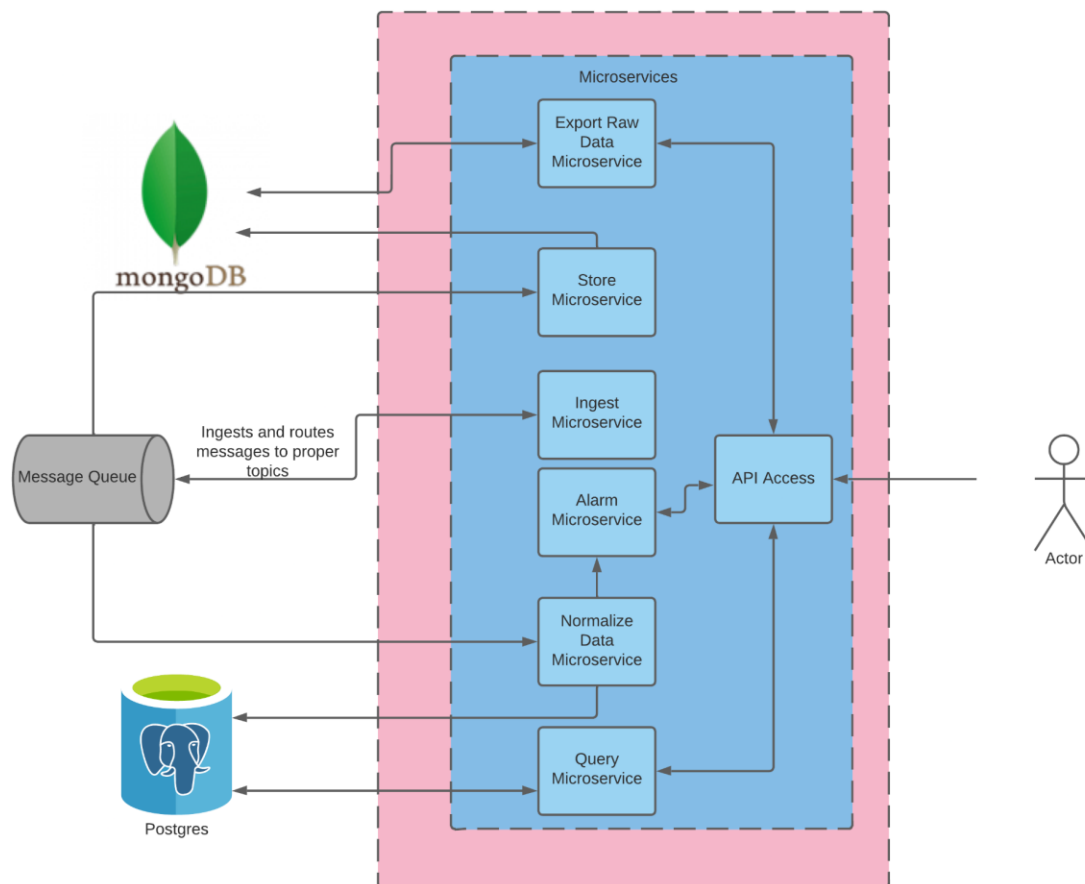 Microservices
Export Raw
Data
Microservice
mongoDB
Store
Microservice
Ingest
Microservice
Ingests and routes
messages to proper
topics
Message Queue
Alarm
Microservice
API Access
Actor
Normalize
Data
Microservice
Query
Microservice
Postgres